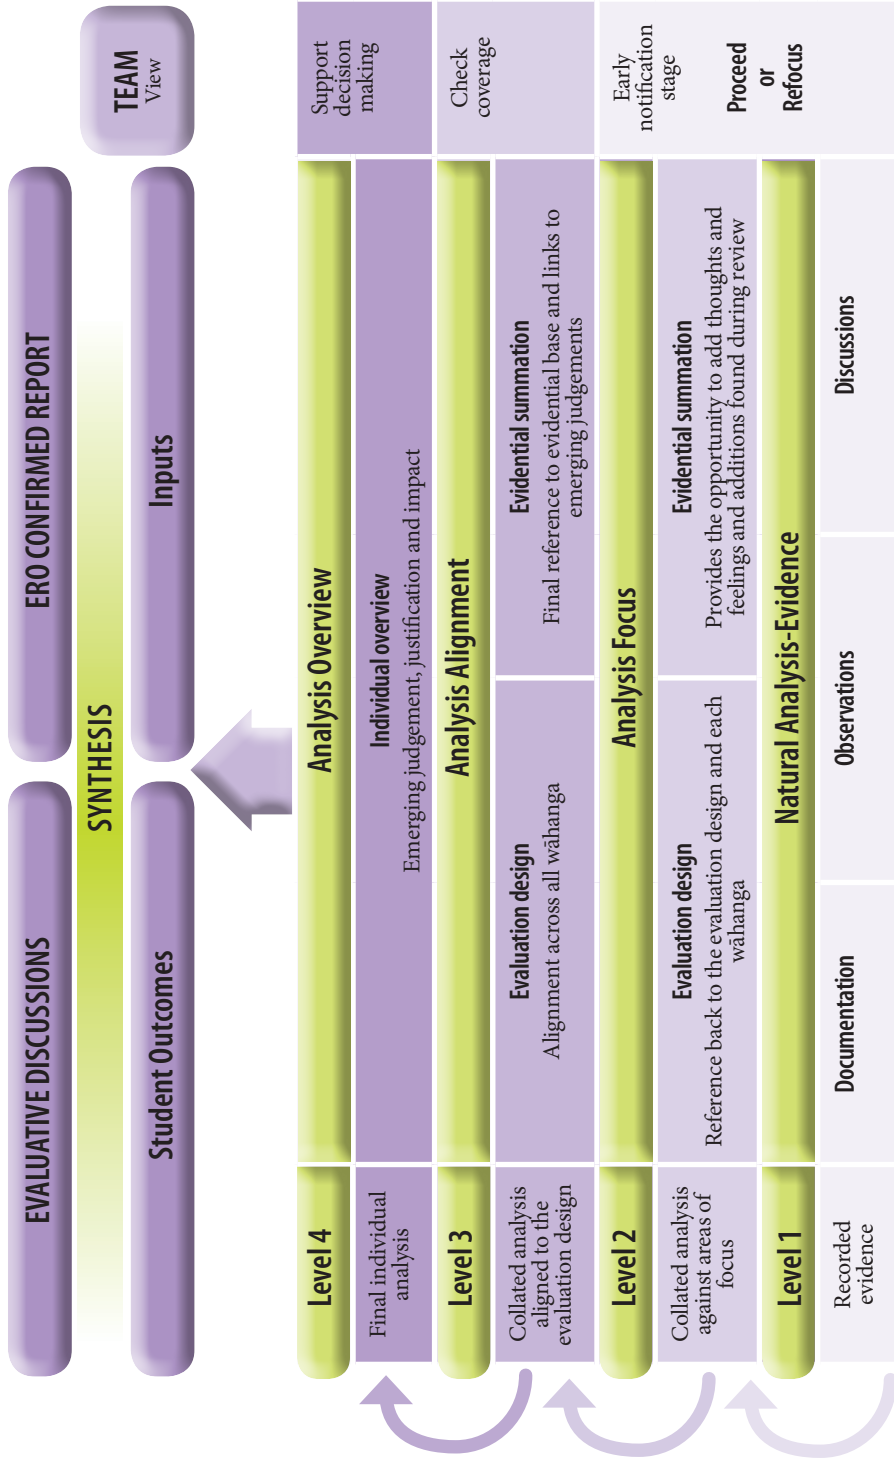 EVALUATIVE DISCUSSIONS
ERO CONFIRMED REPORT
SYNTHESIS
TEAM
View
Student Outcomes
Inputs
Level 4
Analysis Overview
Support
decision
making
Final individual
analysis
Individual overview
Emerging judgement, justification and impact
Level 3
Analysis Alignment
Check
coverage
Collated analysis
aligned to the
evaluation design
Evaluation design
Alignment across all wāhanga
Evidential summation
Final reference to evidential base and links to
emerging judgements
Level 2
Analysis Focus
Early
notification
stage
Collated analysis
against areas of
focus
Evaluation design
Reference back to the evaluation design and each
wāhanga
Evidential summation
Provides the opportunity to add thoughts and
feelings and additions found during review
Proceed
or
Refocus
Level 1
Natural Analysis-Evidence
Recorded
evidence
Documentation
Observations
Discussions